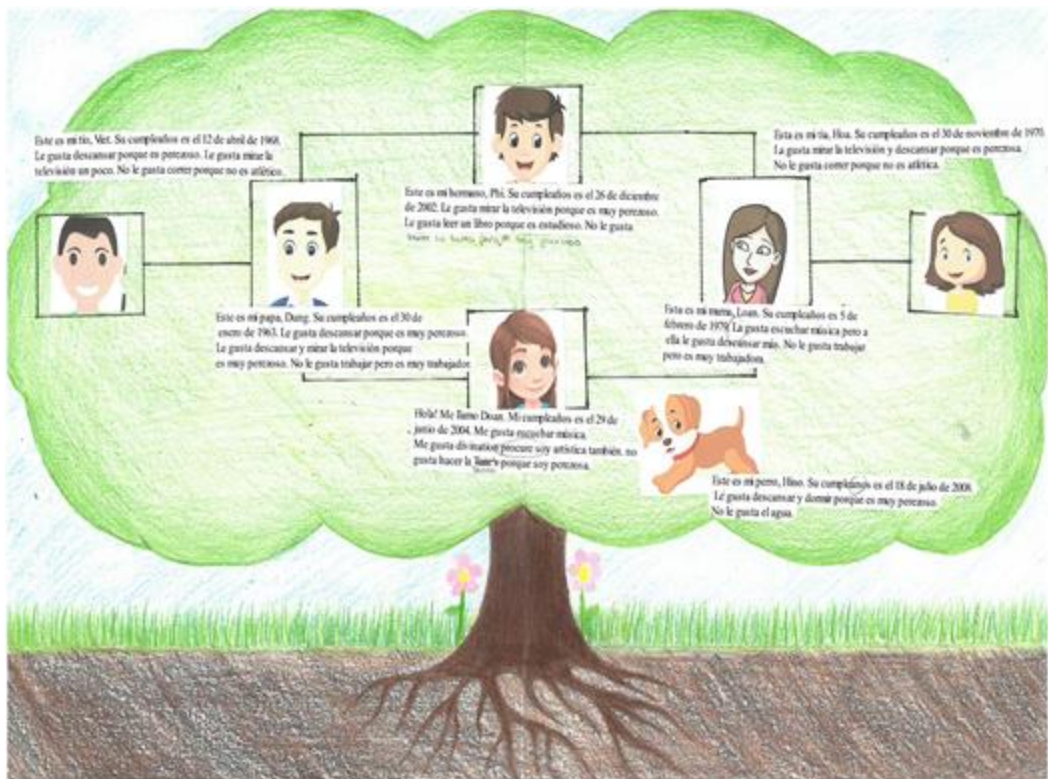 Este es mi tío, Viet. Su cumpleaños es el 12 de abril de 1968.
Le gusta descansar porque es perezoso. Le gusta mirar la
televisión un poco. No le gusta correr porque no es atlético.
Esta es mi tía, Hoa. Su cumpleaños es el 30 de noviembre de 1970.
La gusta mirar la televisión y descansar porque es perezosa.
No le gusta correr porque no es atlética.
Este es mi hermano, Phi. Su cumpleaños es el 26 de diciembre
de 2002. Le gusta mirar la televisión porque es muy perezoso.
Le gusta leer un libro porque es estudioso. No le gusta
Este es mi papa, Dung. Su cumpleaños es el 30 de
enero de 1963. Le gusta descansar porque es muy perezoso.
Le gusta descansar y mirar la televisión porque
es muy perezoso. No le gusta trabajar pero es muy trabajador.
Esta es mi mama, Loan. Su cumpleaños es 5 de
febrero de 1979. La gusta escuchar música pero a
ella le gusta descansar más. No le gusta trabajar
pero es muy trabajadora.
Hola! Me llamo Doan. Mi cumpleaños es el 29 de
junio de 2004. Me gusta escuchar música.
Me gusta divination procure soy artística también. no
gusta hacer la porque soy perezosa.
Este es mi perro, Hino. Su cumpleanos es el 18 de julio de 2008.
Le gusta descansar y dormir porque es muy perezoso.
No le gusta el agua.